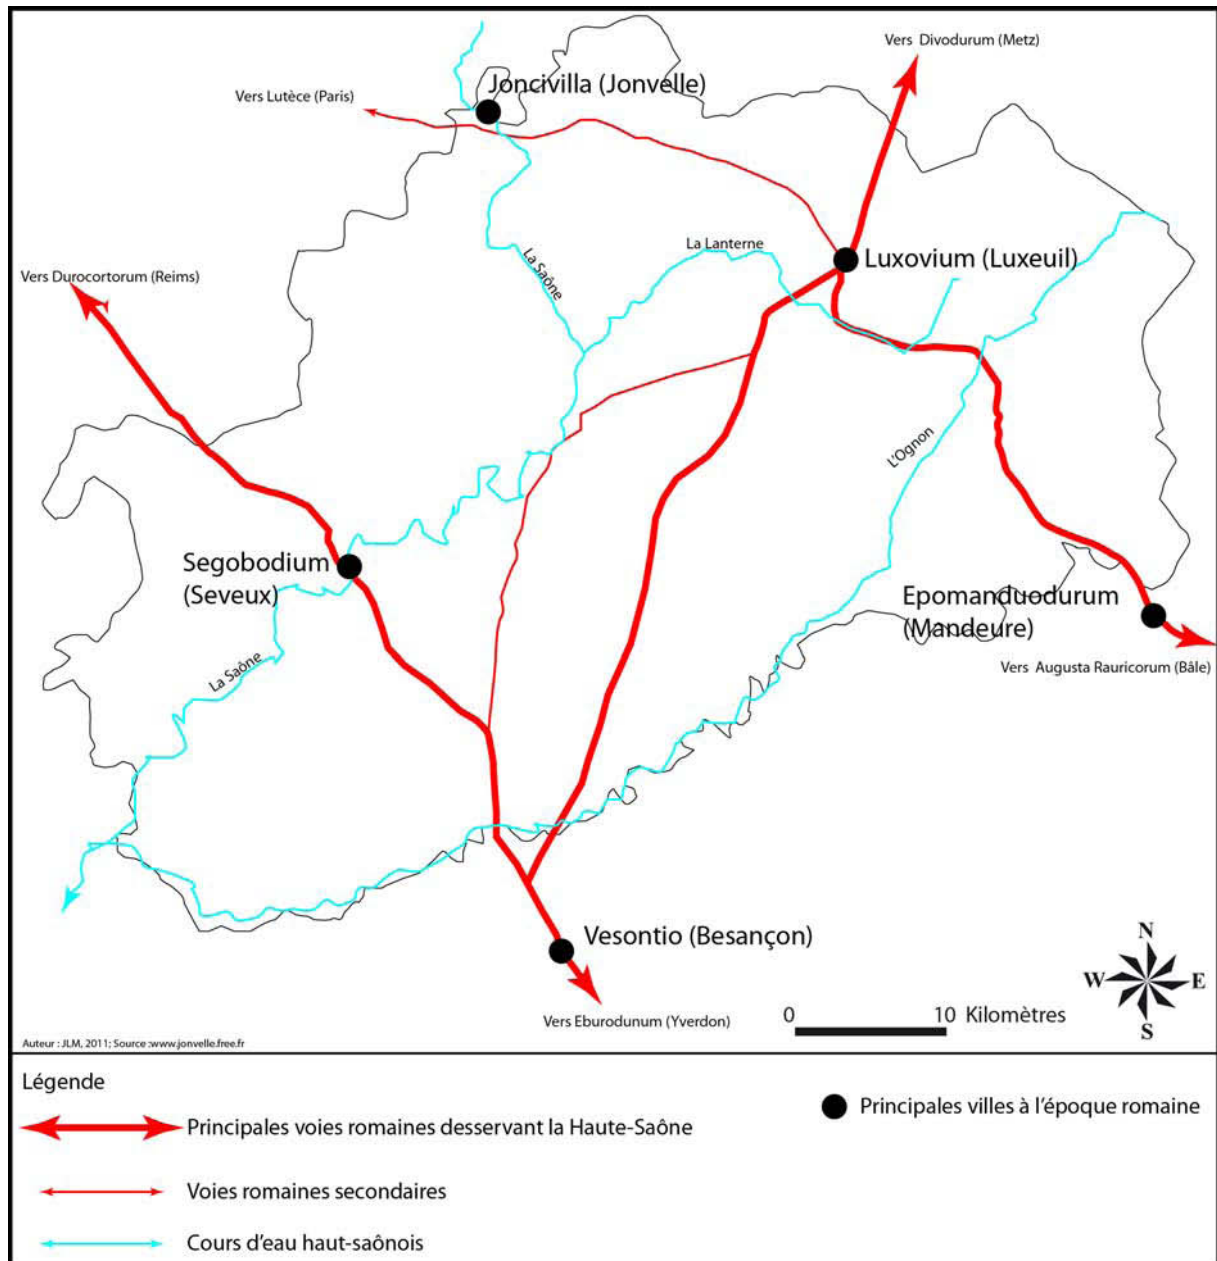 Vers Divodurum (Metz)
Joncivilla (Jonvelle)
Vers Lutèce (Paris)
La Lanterne
Luxovium (Luxeuil)
La Saône
Vers Durocortorum (Reims)
L'Ognon
Segobodium
(Seveux)
Epomanduodurum
(Mandeure)
La Saône
Vers Augusta Rauricorum (Bâle)
Vesontio (Besançon)
N
W
E
S
0
10 Kilomètres
Vers Eburodunum (Yverdon)
Auteur : JLM, 2011; Source :www.jonvelle.free.fr
Légende
Principales voies romaines desservant la Haute-Saône
Principales villes à l'époque romaine
Voies romaines secondaires
Cours d'eau haut-saônois